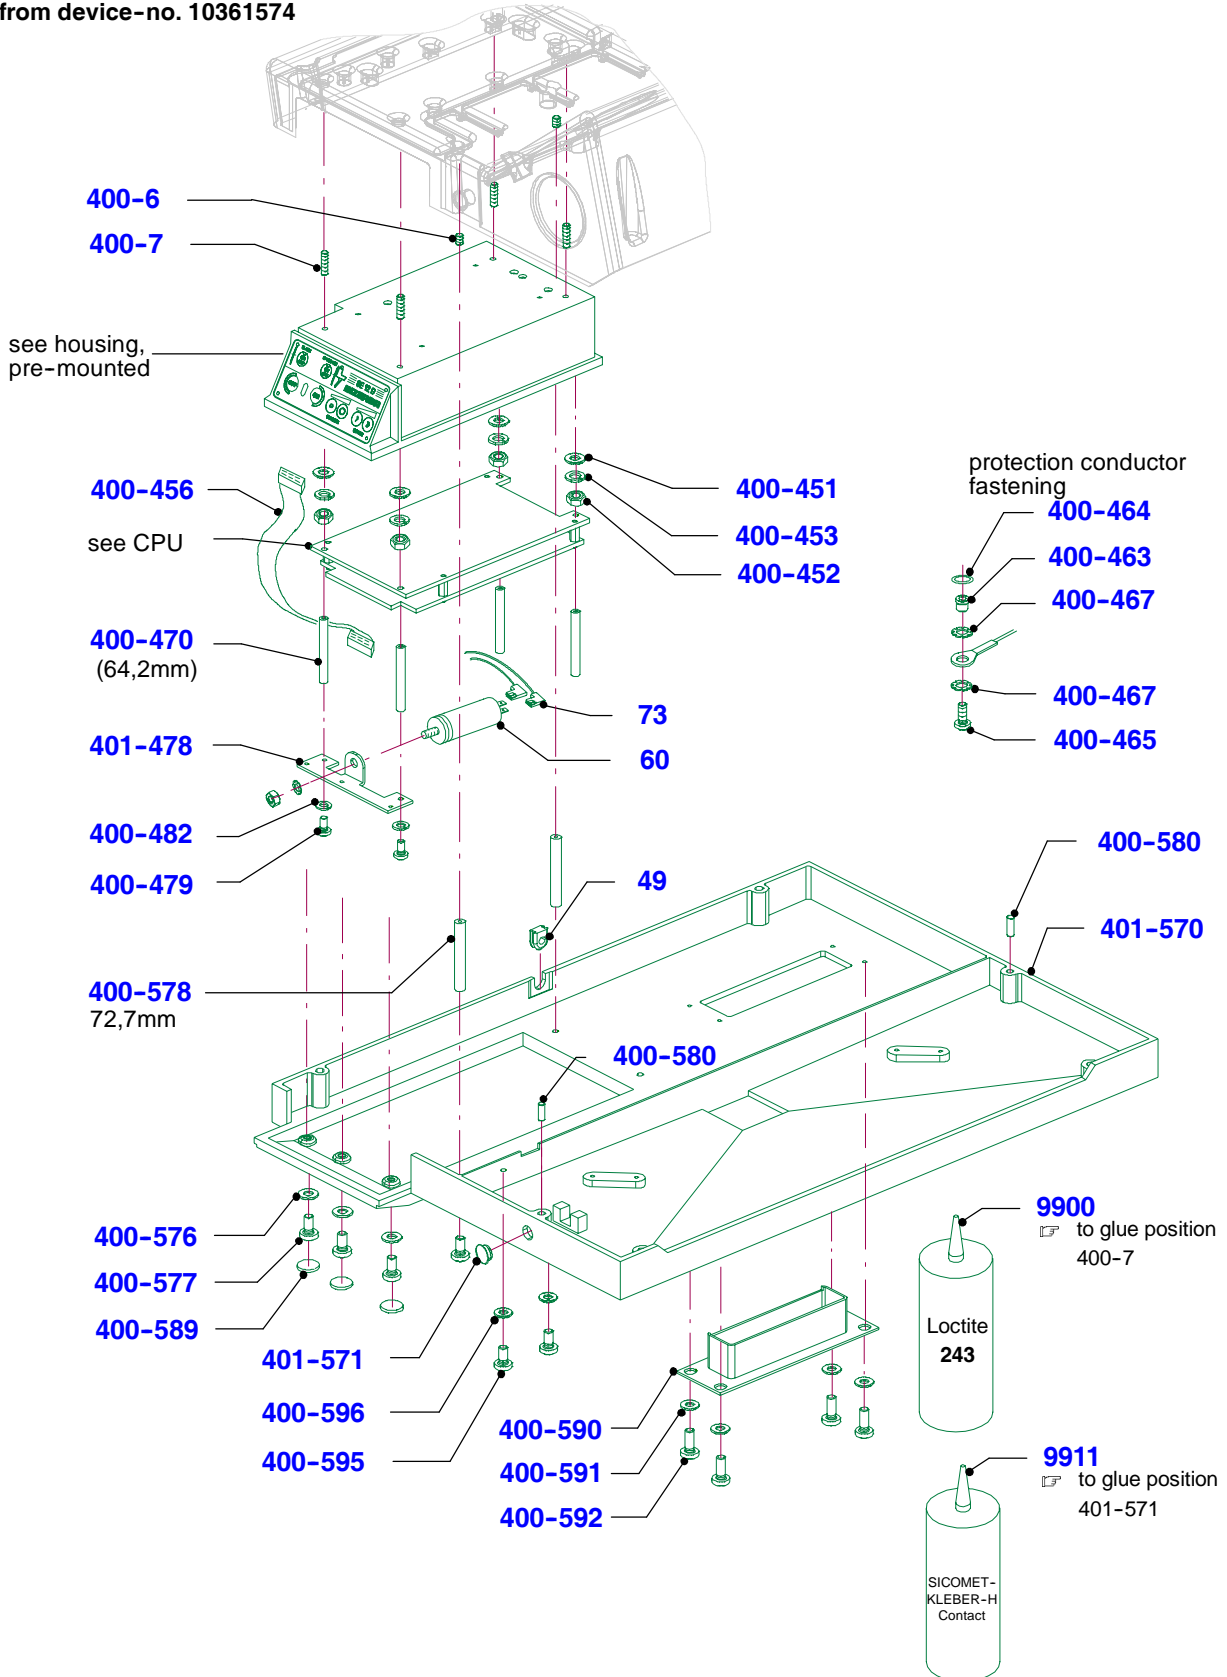 from device-no. 10361574
400-6
400-7
see housing,
pre-mounted
400-456
see CPU
400-470
(64,2mm)
401-478
400-482
400-479
400-578
72,7mm
400-451
400-453
400-452
protection conductor
fastening
400-464
400-463
400-467
400-467
400-465
73
60
49
400-580
401-570
400-580
400-576
400-577
400-589
401-571
400-596
400-595
400-590
400-591
400-592
9900
☞ to glue position
400-7
Loctite
243
9911
☞ to glue position
401-571
SICOMET-
KLEBER-H
Contact